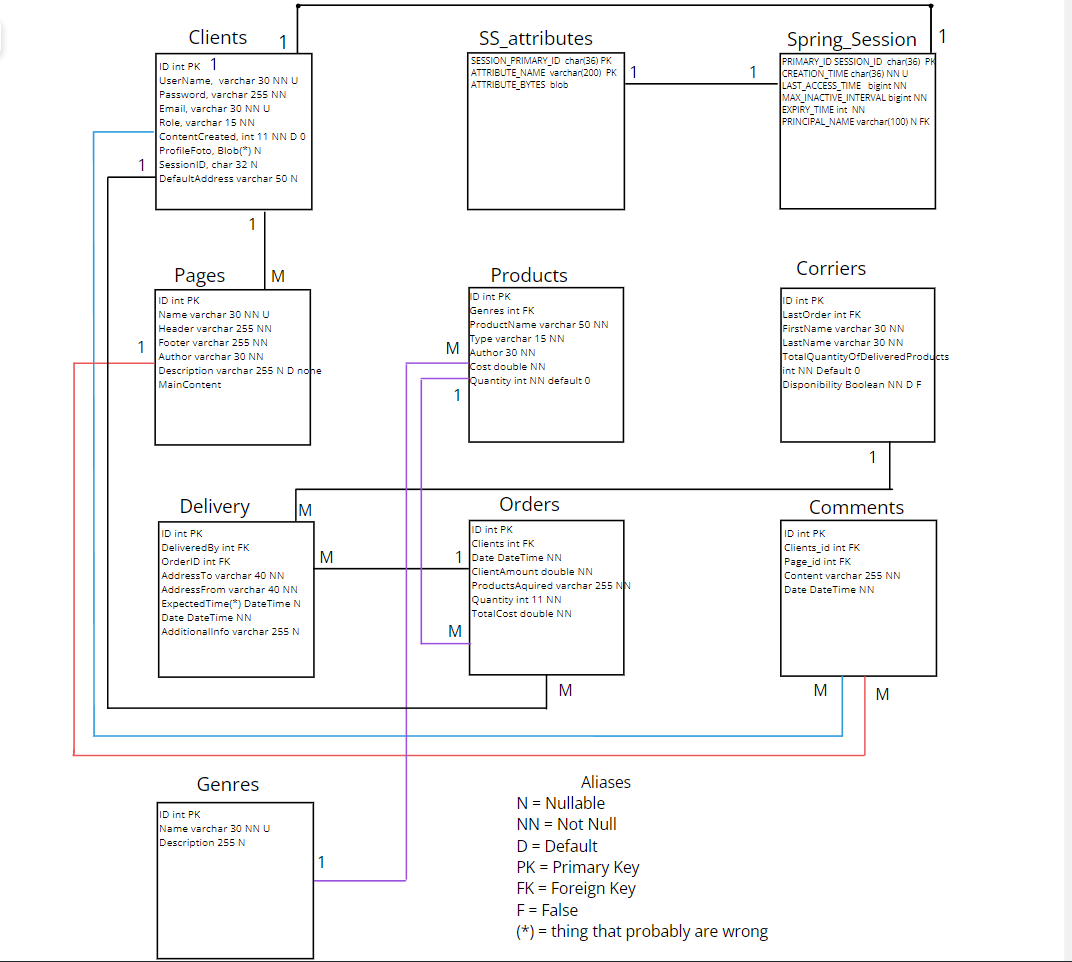 Clients
1
ID int PK
1
UserName,  varchar 30 NN U
Password, varchar 255 NN
Email, varchar 30 NN U
Role, varchar 15 NN
ContentCreated, int 11 NN D 0
ProfileFoto, Blob(*) N
SessionID, char 32 N
DefaultAddress varchar 50 N
1
1
SS_attributes
SESSION_PRIMARY_ID  char(36) PK
ATTRIBUTE_NAME  varchar(200)  PK
ATTRIBUTE_BYTES  blob
1
1
Spring_Session
1
PRIMARY_ID SESSION_ID  char(36)  PK
CREATION_TIME char(36) NN U
LAST_ACCESS_TIME   bigint NN
MAX_INACTIVE_INTERVAL bigint NN
EXPIRY_TIME int  NN
PRINCIPAL_NAME varchar(100) N FK
Pages
M
ID int PK
Name varchar 30 NN U
Header varchar 255 NN
Footer varchar 255 NN
Author varchar 30 NN
Description varchar 255 N D none
MainContent
1
Products
ID int PK
Genres int FK
ProductName varchar 50 NN
Type varchar 15 NN
Author 30 NN
Cost double NN
Quantity int NN default 0
M
1
Corriers
ID int PK
LastOrder int FK
FirstName varchar 30 NN
LastName varchar 30 NN
TotalQuantityOfDeliveredProducts
int NN Default 0
Disponibility Boolean NN D F
1
Delivery
M
ID int PK
DeliveredBy int FK
OrderID int FK
AddressTo varchar 40 NN
AddressFrom varchar 40 NN
ExpectedTime(*) DateTime N
Date DateTime NN
AdditionalInfo varchar 255 N
M
1
Orders
ID int PK
Clients int FK
Date DateTime NN
ClientAmount double NN
ProductsAquired varchar 255 NN
Quantity int 11 NN
TotalCost double NN
M
M
Comments
ID int PK
Clients_id int FK
Page_id int FK
Content varchar 255 NN
Date DateTime NN
M
M
Genres
ID int PK
Name varchar 30 NN U
Description 255 N
1
Aliases
N = Nullable
NN = Not Null
D = Default
PK = Primary Key
FK = Foreign Key
F = False
(*) = thing that probably are wrong